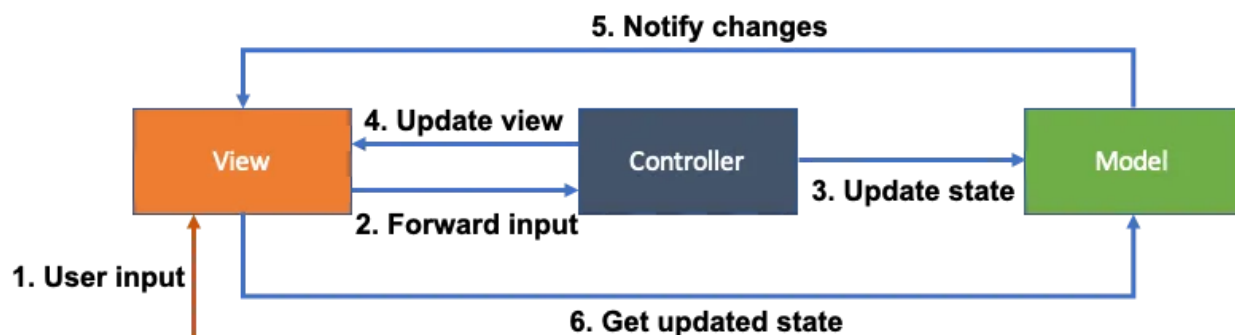 5. Notify changes
4. Update view
View
Controller
Model
3. Update state
2. Forward input
1. User input
6. Get updated state